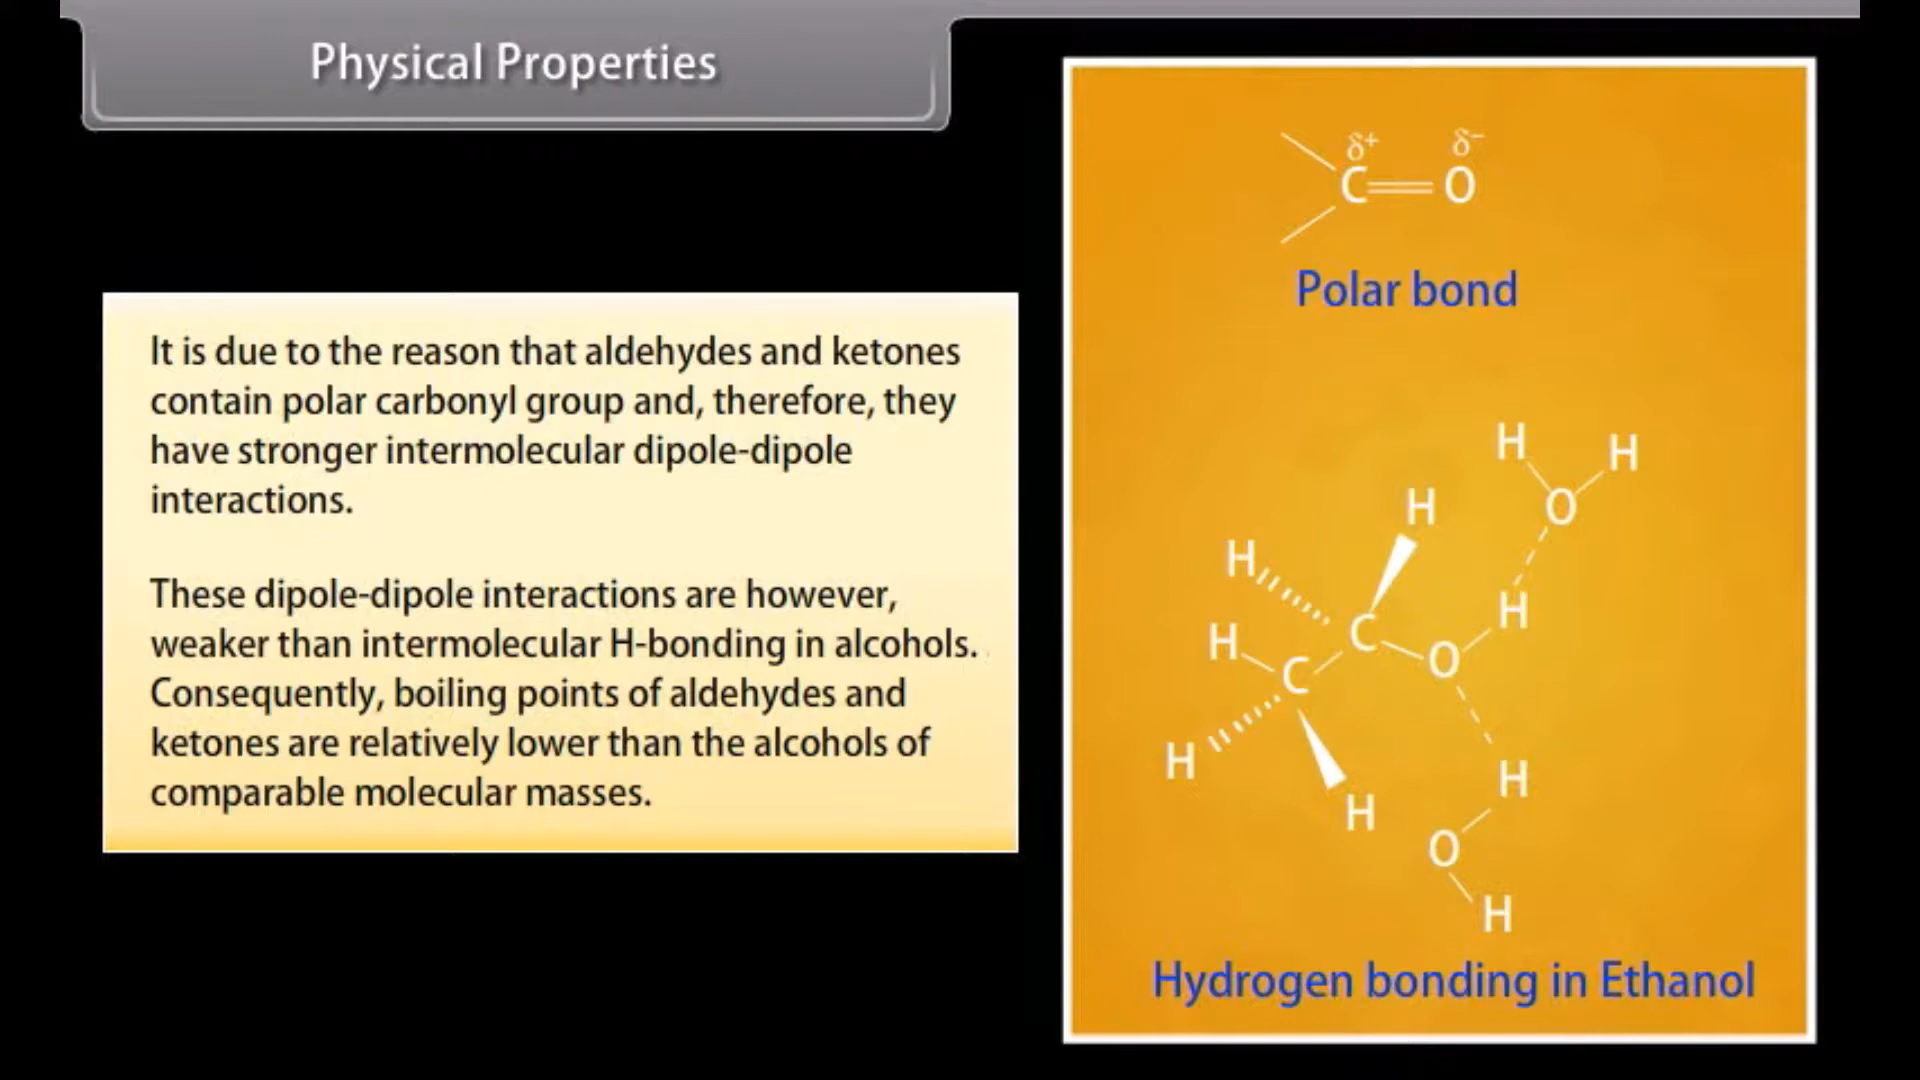 Physical Properties
It is due to the reason that aldehydes and ketones
contain polar carbonyl group and, therefore, they
have stronger intermolecular dipole-dipole
interactions.
These dipole-dipole interactions are however,
weaker than intermolecular H-bonding in alcohols.
Consequently, boiling points of aldehydes and
ketones are relatively lower than the alcohols of
comparable molecular masses.
δ+ δ−
C O
Polar bond
H H
H O
H
H H
C
C O
H H
H
O
H
Hydrogen bonding in Ethanol